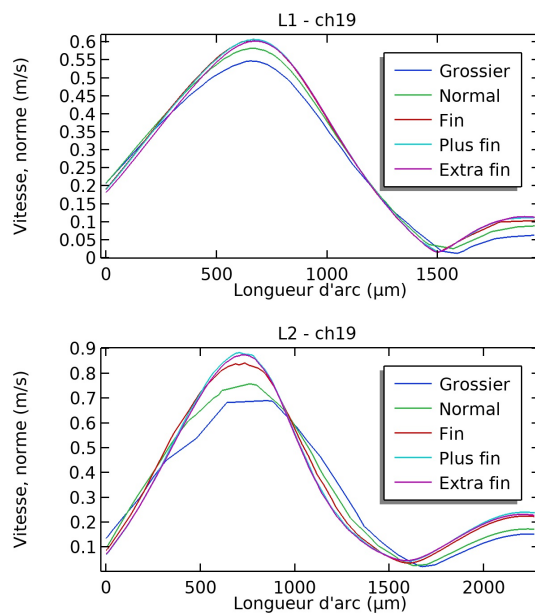 L1 - ch19
Vitesse, norme (m/s)
0.6
0.55
0.5
0.45
0.4
0.35
0.3
0.25
0.2
0.15
0.1
0.05
0
Grossier
Normal
Fin
Plus fin
Extra fin
0 500 1000 1500
Longueur d'arc (µm)
L2 - ch19
Vitesse, norme (m/s)
0.9
0.8
0.7
0.6
0.5
0.4
0.3
0.2
0.1
Grossier
Normal
Fin
Plus fin
Extra fin
0 500 1000 1500 2000
Longueur d'arc (µm)